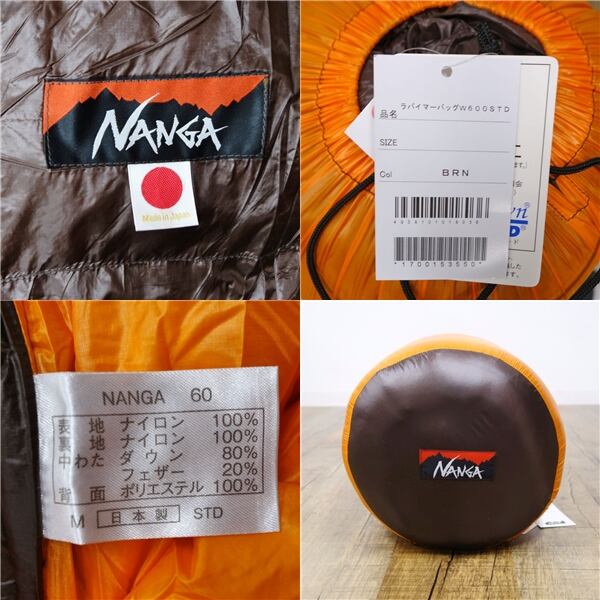 NANGA
Made in Japan
品名 ラバイマーバッグW600STD
SIZE
Col BRN
*1700153550*
NANGA 60
表地 ナイロン 100%
裏地 ナイロン 100%
中わた ダウン 80%
フェザー 20%
背面 ポリエステル 100%
M 日本製 STD
NANGA